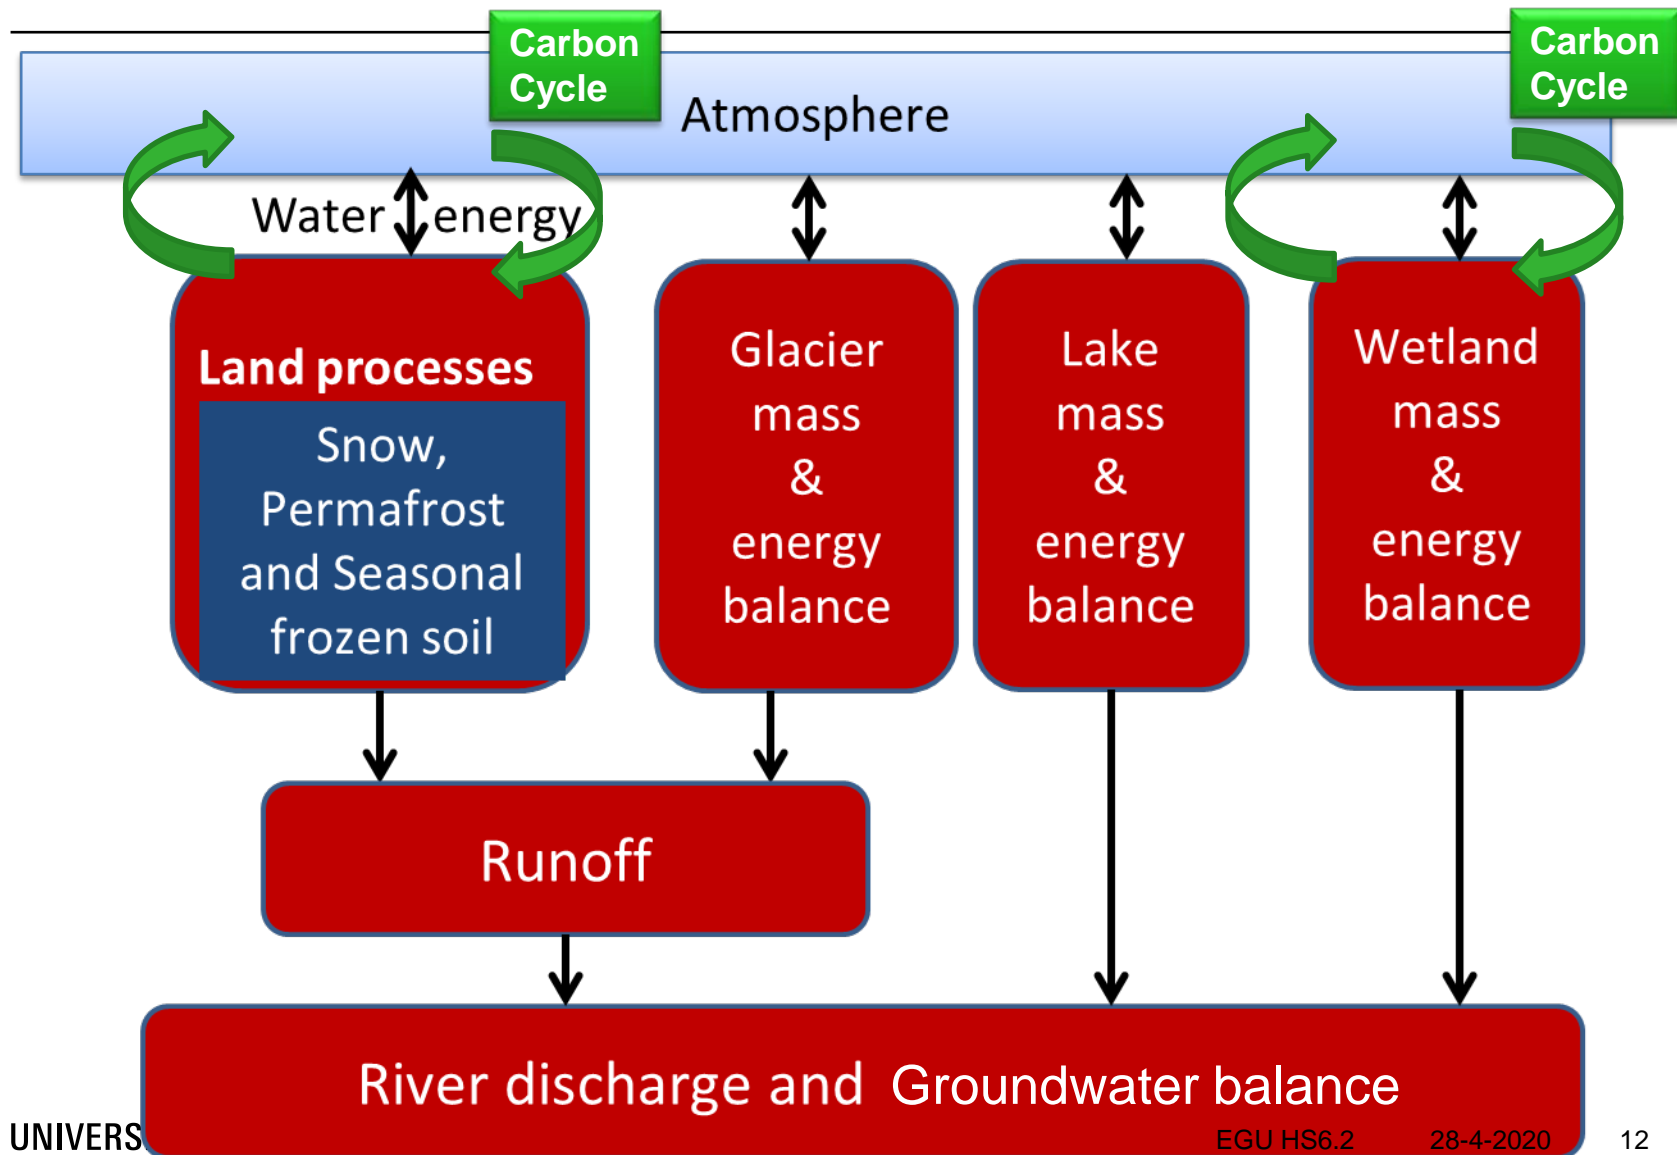 Carbon
Cycle
Carbon
Cycle
Atmosphere
Water energy
Land processes
Snow,
Permafrost
and Seasonal
frozen soil
Glacier
mass
&
energy
balance
Lake
mass
&
energy
balance
Wetland
mass
&
energy
balance
Runoff
River discharge and Groundwater balance
UNIVERS
EGU HS6.2 28-4-2020 12